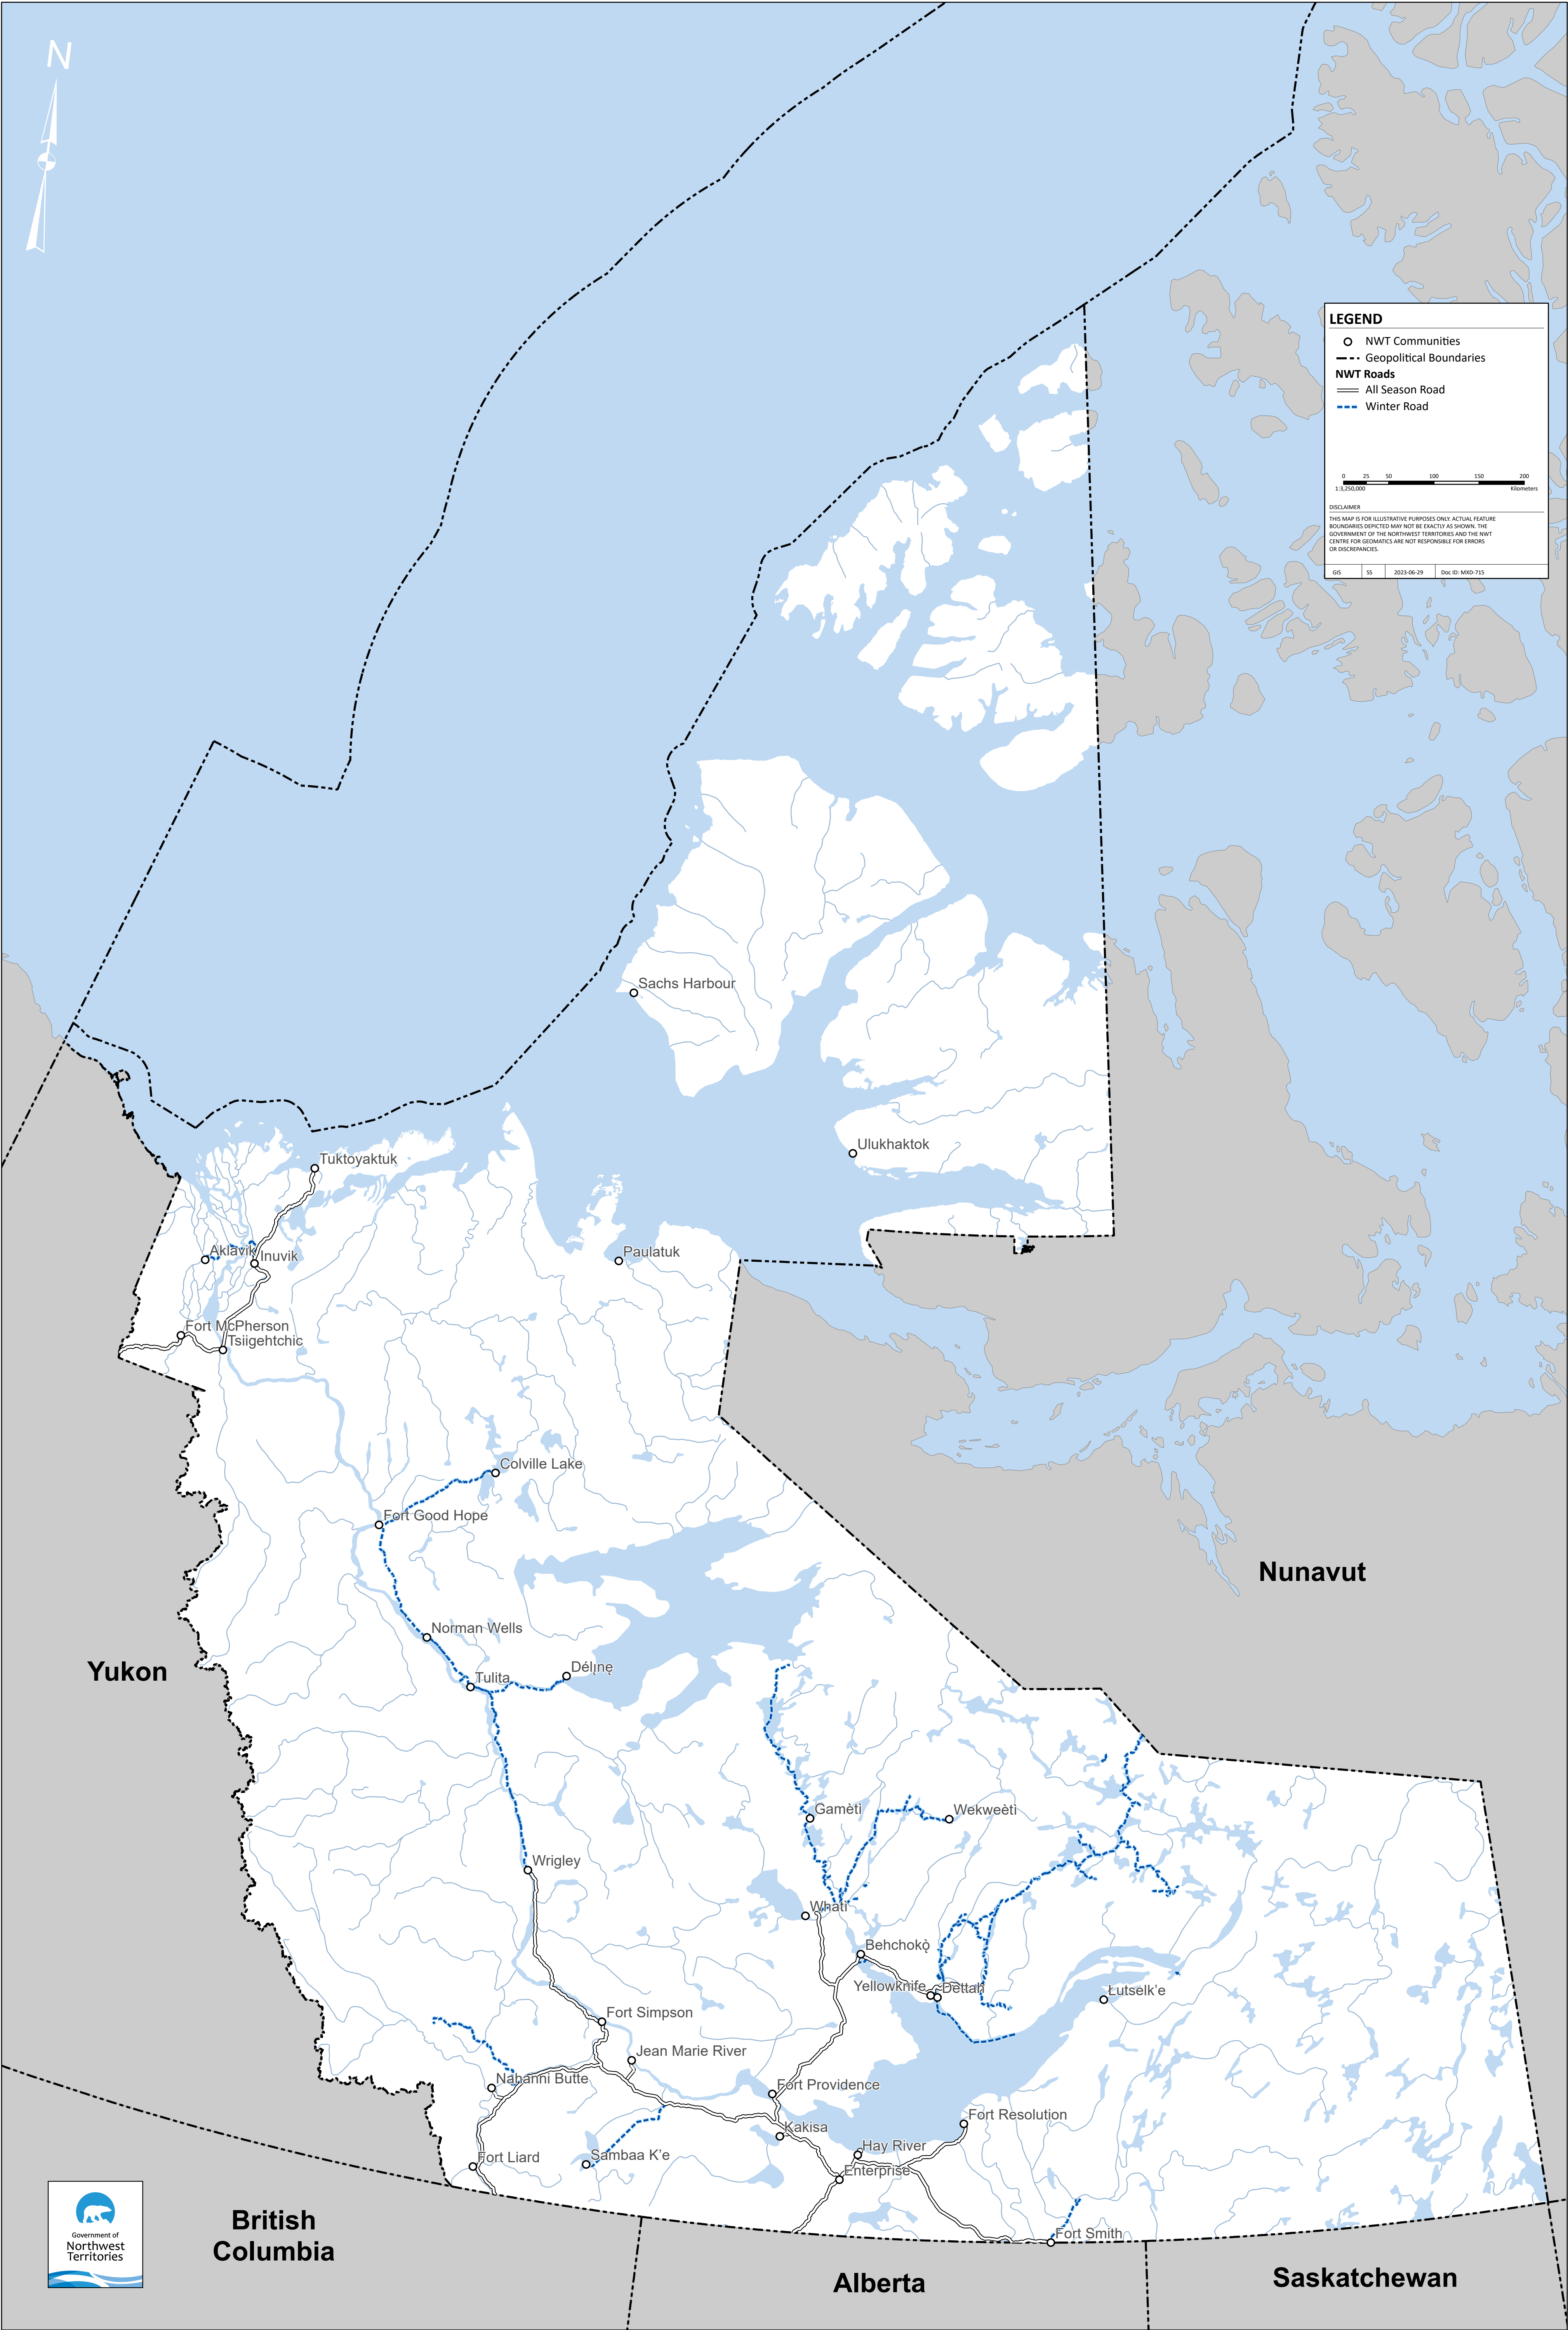 N
LEGEND
NWT Communities
Geopolitical Boundaries
NWT Roads
All Season Road
Winter Road
0 25 50 100 150 200
1:3,250,000 Kilometers
DISCLAIMER
THIS MAP IS FOR ILLUSTRATIVE PURPOSES ONLY. ACTUAL FEATURE
BOUNDARIES DEPICTED MAY NOT BE EXACTLY AS SHOWN. THE
GOVERNMENT OF THE NORTHWEST TERRITORIES AND THE NWT
CENTRE FOR GEOMATICS ARE NOT RESPONSIBLE FOR ERRORS
OR DISCREPANCIES.
GIS SS 2023-06-29 Doc ID: MXD-715
Sachs Harbour
Ulukhaktok
Tuktoyaktuk
Aklavik
Inuvik
Paulatuk
Fort McPherson
Tsiigehtchic
Colville Lake
Fort Good Hope
Nunavut
Norman Wells
Yukon
Délı̨nę
Tulita
Gamètì
Wekweètì
Wrigley
Whatì
Behchokǫ̀
Yellowknife
Dettah
Łutselk'e
Fort Simpson
Jean Marie River
Nahanni Butte
Fort Providence
Fort Resolution
Kakisa
Hay River
Fort Liard
Sambaa K'e
Enterprise
Fort Smith
British
Columbia
Alberta
Saskatchewan
Government of
Northwest
Territories